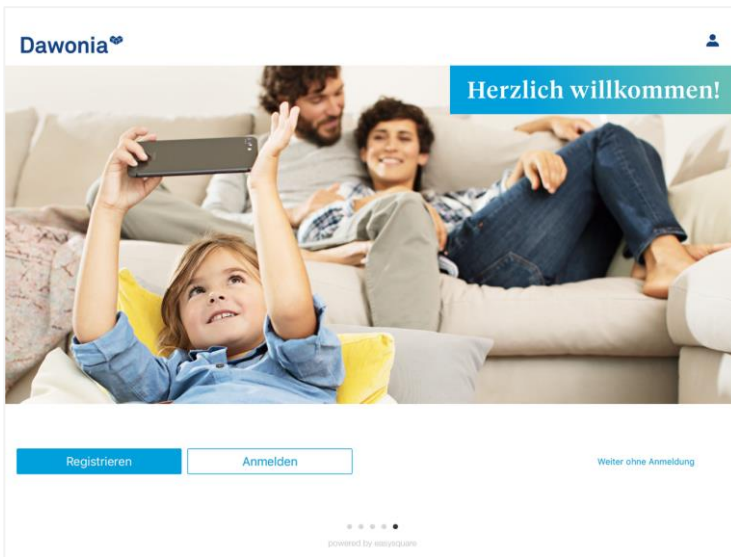 Dawonia
Herzlich willkommen!
Registrieren
Anmelden
Weiter ohne Anmeldung
powered by easysquare